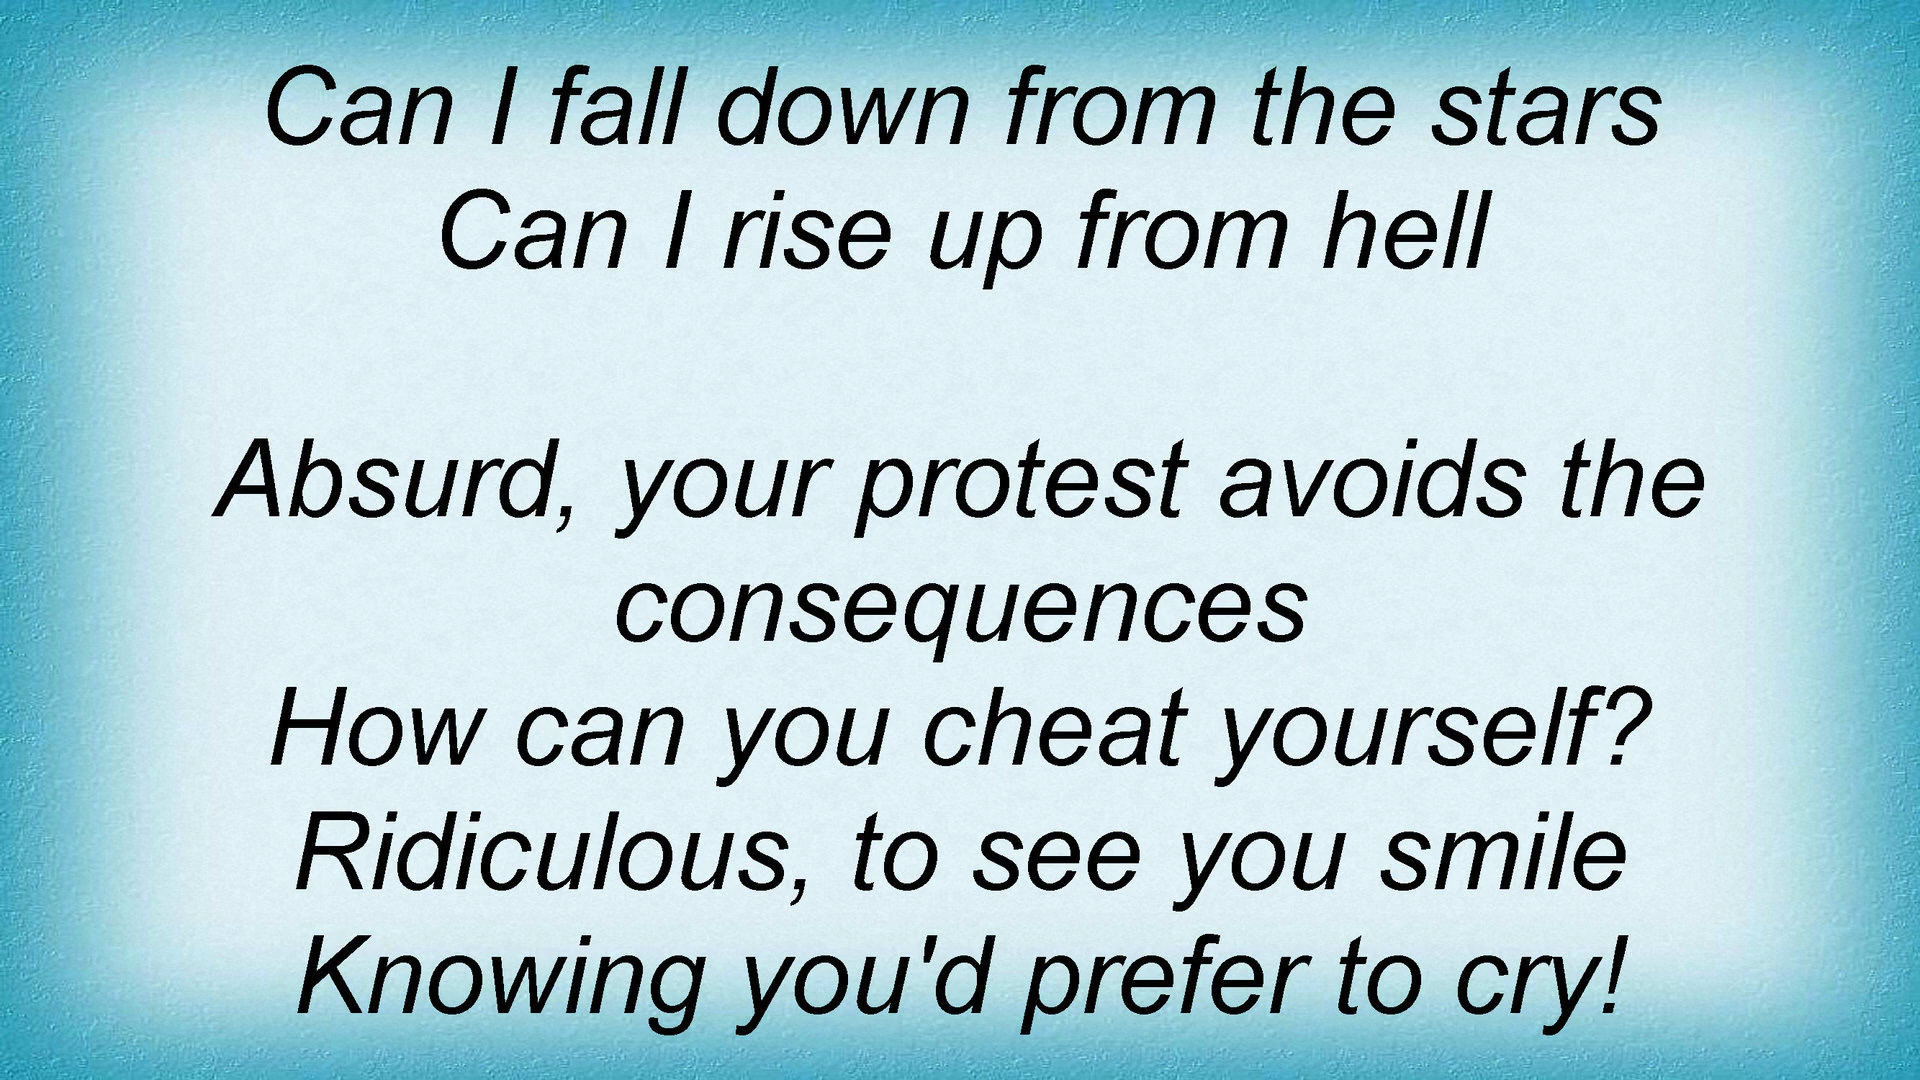 Can I fall down from the stars
Can I rise up from hell
Absurd, your protest avoids the
consequences
How can you cheat yourself?
Ridiculous, to see you smile
Knowing you'd prefer to cry!